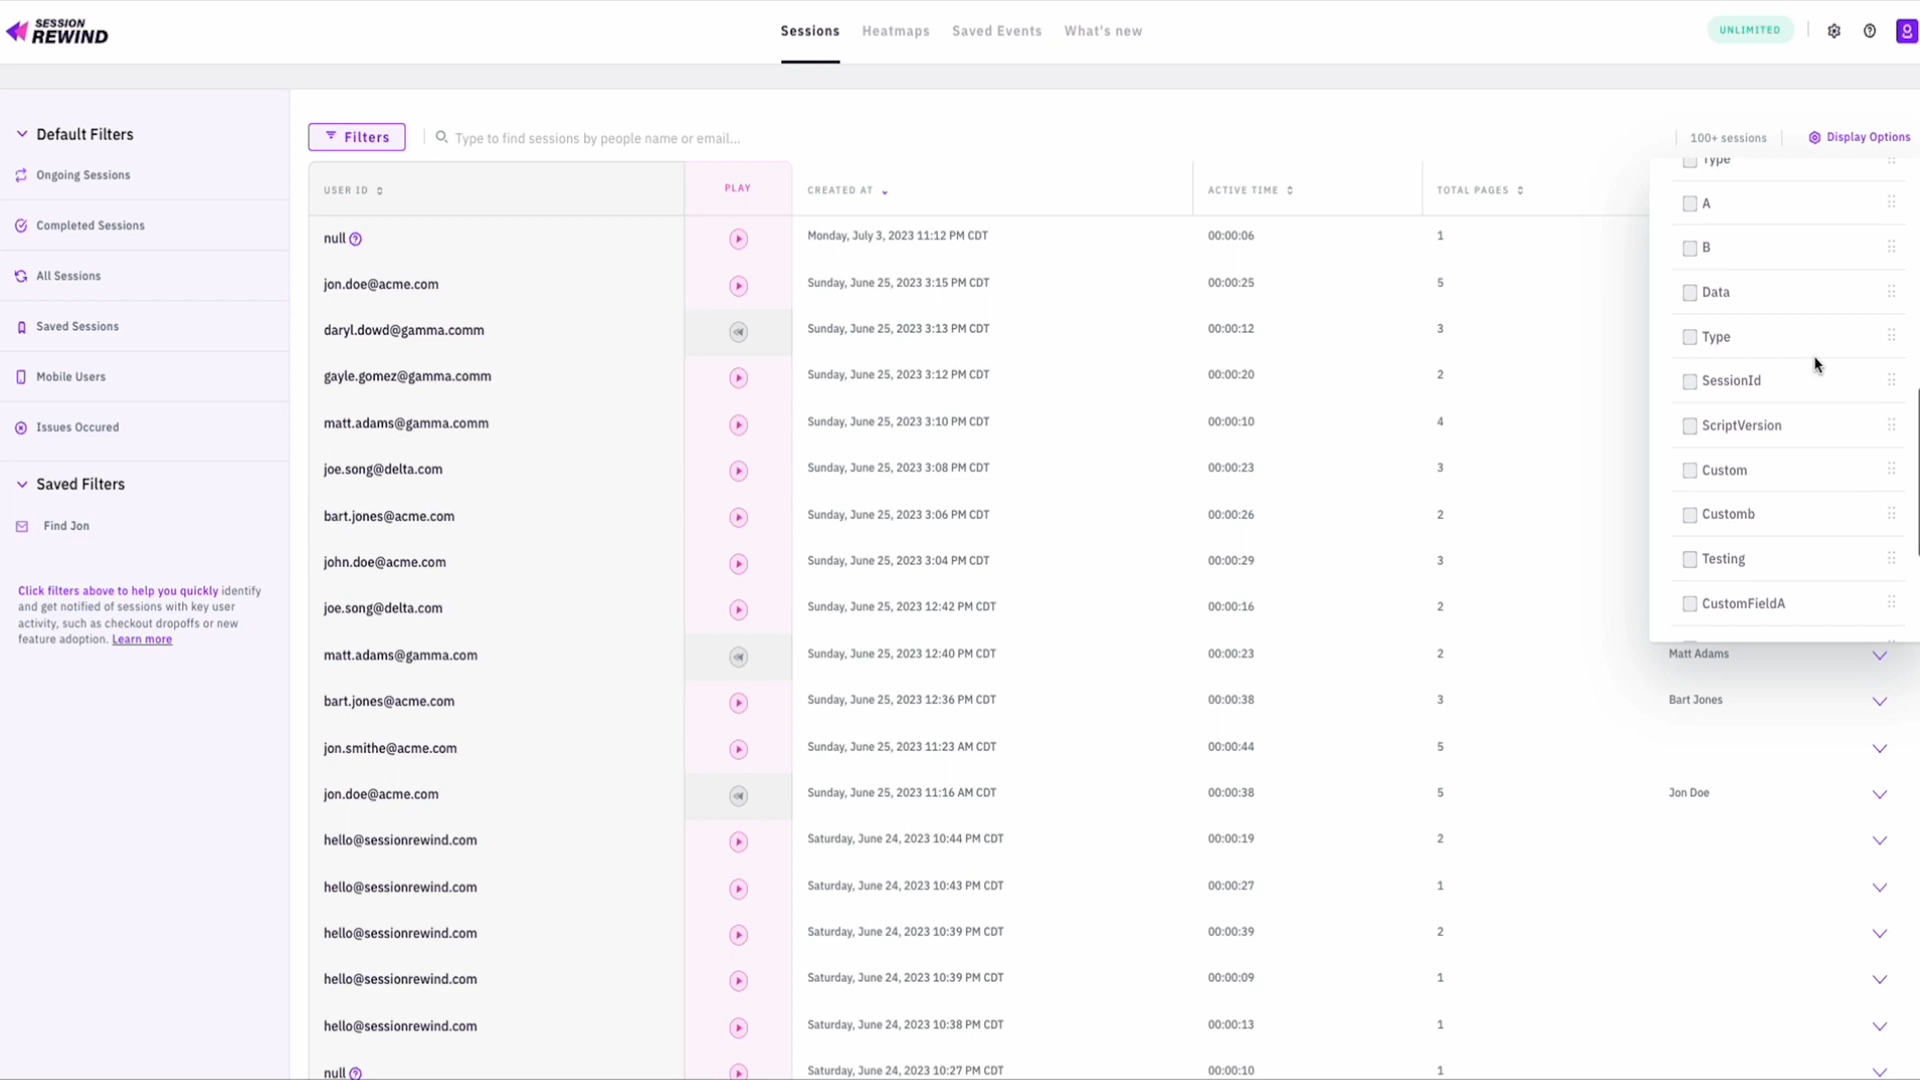 SESSION
REWIND
Sessions
Heatmaps
Saved Events
What's new
UNLIMITED
Default Filters
Ongoing Sessions
Completed Sessions
All Sessions
Saved Sessions
Mobile Users
Issues Occured
Saved Filters
Find Jon
Click filters above to help you quickly identify
and get notified of sessions with key user
activity, such as checkout dropoffs or new
feature adoption. Learn more
Filters
Type to find sessions by people name or email...
100+ sessions
Display Options
USER ID PLAY CREATED AT ACTIVE TIME TOTAL PAGES
null Monday, July 3, 2023 11:12 PM CDT 00:00:06 1
jon.doe@acme.com Sunday, June 25, 2023 3:15 PM CDT 00:00:25 5
daryl.dowd@gamma.comm Sunday, June 25, 2023 3:13 PM CDT 00:00:12 3
gayle.gomez@gamma.comm Sunday, June 25, 2023 3:12 PM CDT 00:00:20 2
matt.adams@gamma.comm Sunday, June 25, 2023 3:10 PM CDT 00:00:10 4
joe.song@delta.com Sunday, June 25, 2023 3:08 PM CDT 00:00:23 3
bart.jones@acme.com Sunday, June 25, 2023 3:06 PM CDT 00:00:26 2
john.doe@acme.com Sunday, June 25, 2023 3:04 PM CDT 00:00:29 3
joe.song@delta.com Sunday, June 25, 2023 12:42 PM CDT 00:00:16 2
matt.adams@gamma.com Sunday, June 25, 2023 12:40 PM CDT 00:00:23 2 Matt Adams
bart.jones@acme.com Sunday, June 25, 2023 12:36 PM CDT 00:00:38 3 Bart Jones
jon.smithe@acme.com Sunday, June 25, 2023 11:23 AM CDT 00:00:44 5
jon.doe@acme.com Sunday, June 25, 2023 11:16 AM CDT 00:00:38 5 Jon Doe
hello@sessionrewind.com Saturday, June 24, 2023 10:44 PM CDT 00:00:19 2
hello@sessionrewind.com Saturday, June 24, 2023 10:43 PM CDT 00:00:27 1
hello@sessionrewind.com Saturday, June 24, 2023 10:39 PM CDT 00:00:39 2
hello@sessionrewind.com Saturday, June 24, 2023 10:39 PM CDT 00:00:09 1
hello@sessionrewind.com Saturday, June 24, 2023 10:38 PM CDT 00:00:13 1
null Saturday, June 24, 2023 10:27 PM CDT 00:00:10 1
Type
A
B
Data
Type
SessionId
ScriptVersion
Custom
Customb
Testing
CustomFieldA